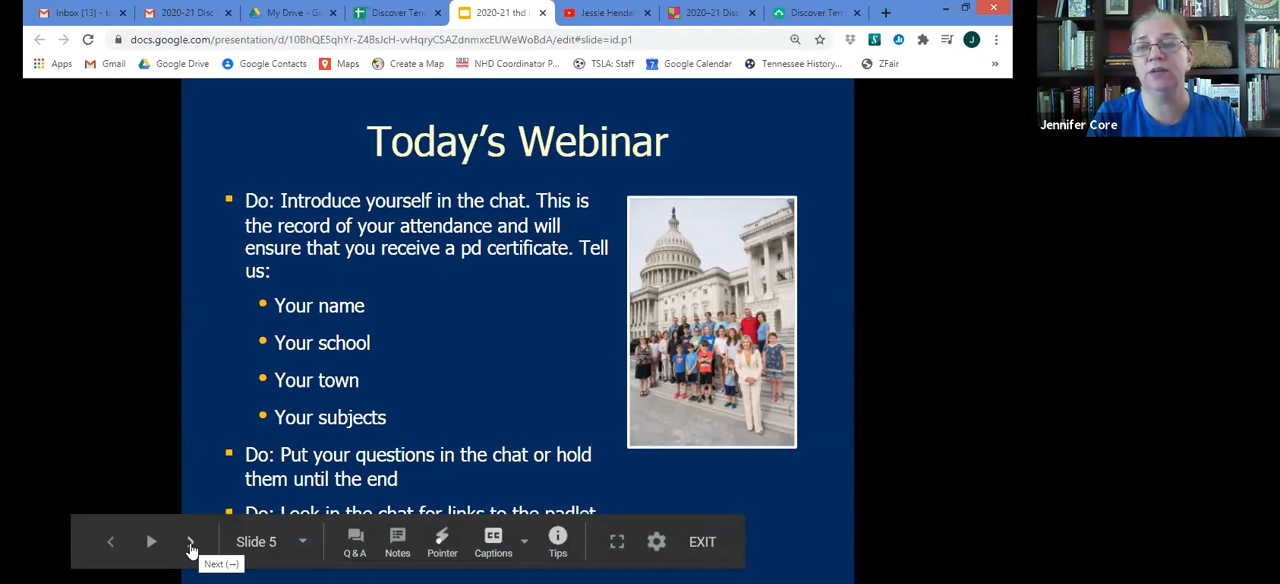 Inbox (13) - tx
2020-21 Disc
My Drive - G
Discover Ten
2020-21 thd
Jessie Hendar
2020–21 Disc
Discover Tenr
docs.google.com/presentation/d/10BhQE5qhYr-Z4BsJcH-vvHqryCSAZdnmxcEUWeWoBdA/edit#slide=id.p1
Apps
Gmail
Google Drive
Google Contacts
Maps
Create a Map
NHD Coordinator P...
TSLA: Staff
Google Calendar
Tennessee History...
ZFair
»
J
Jennifer Core
Today's Webinar
Do: Introduce yourself in the chat. This is
the record of your attendance and will
ensure that you receive a pd certificate. Tell
us:
Your name
Your school
Your town
Your subjects
Do: Put your questions in the chat or hold
them until the end
Do: Look in the chat for links to the padlet
Slide 5
Q & A
Notes
Pointer
Captions
Tips
EXIT
Next (→)